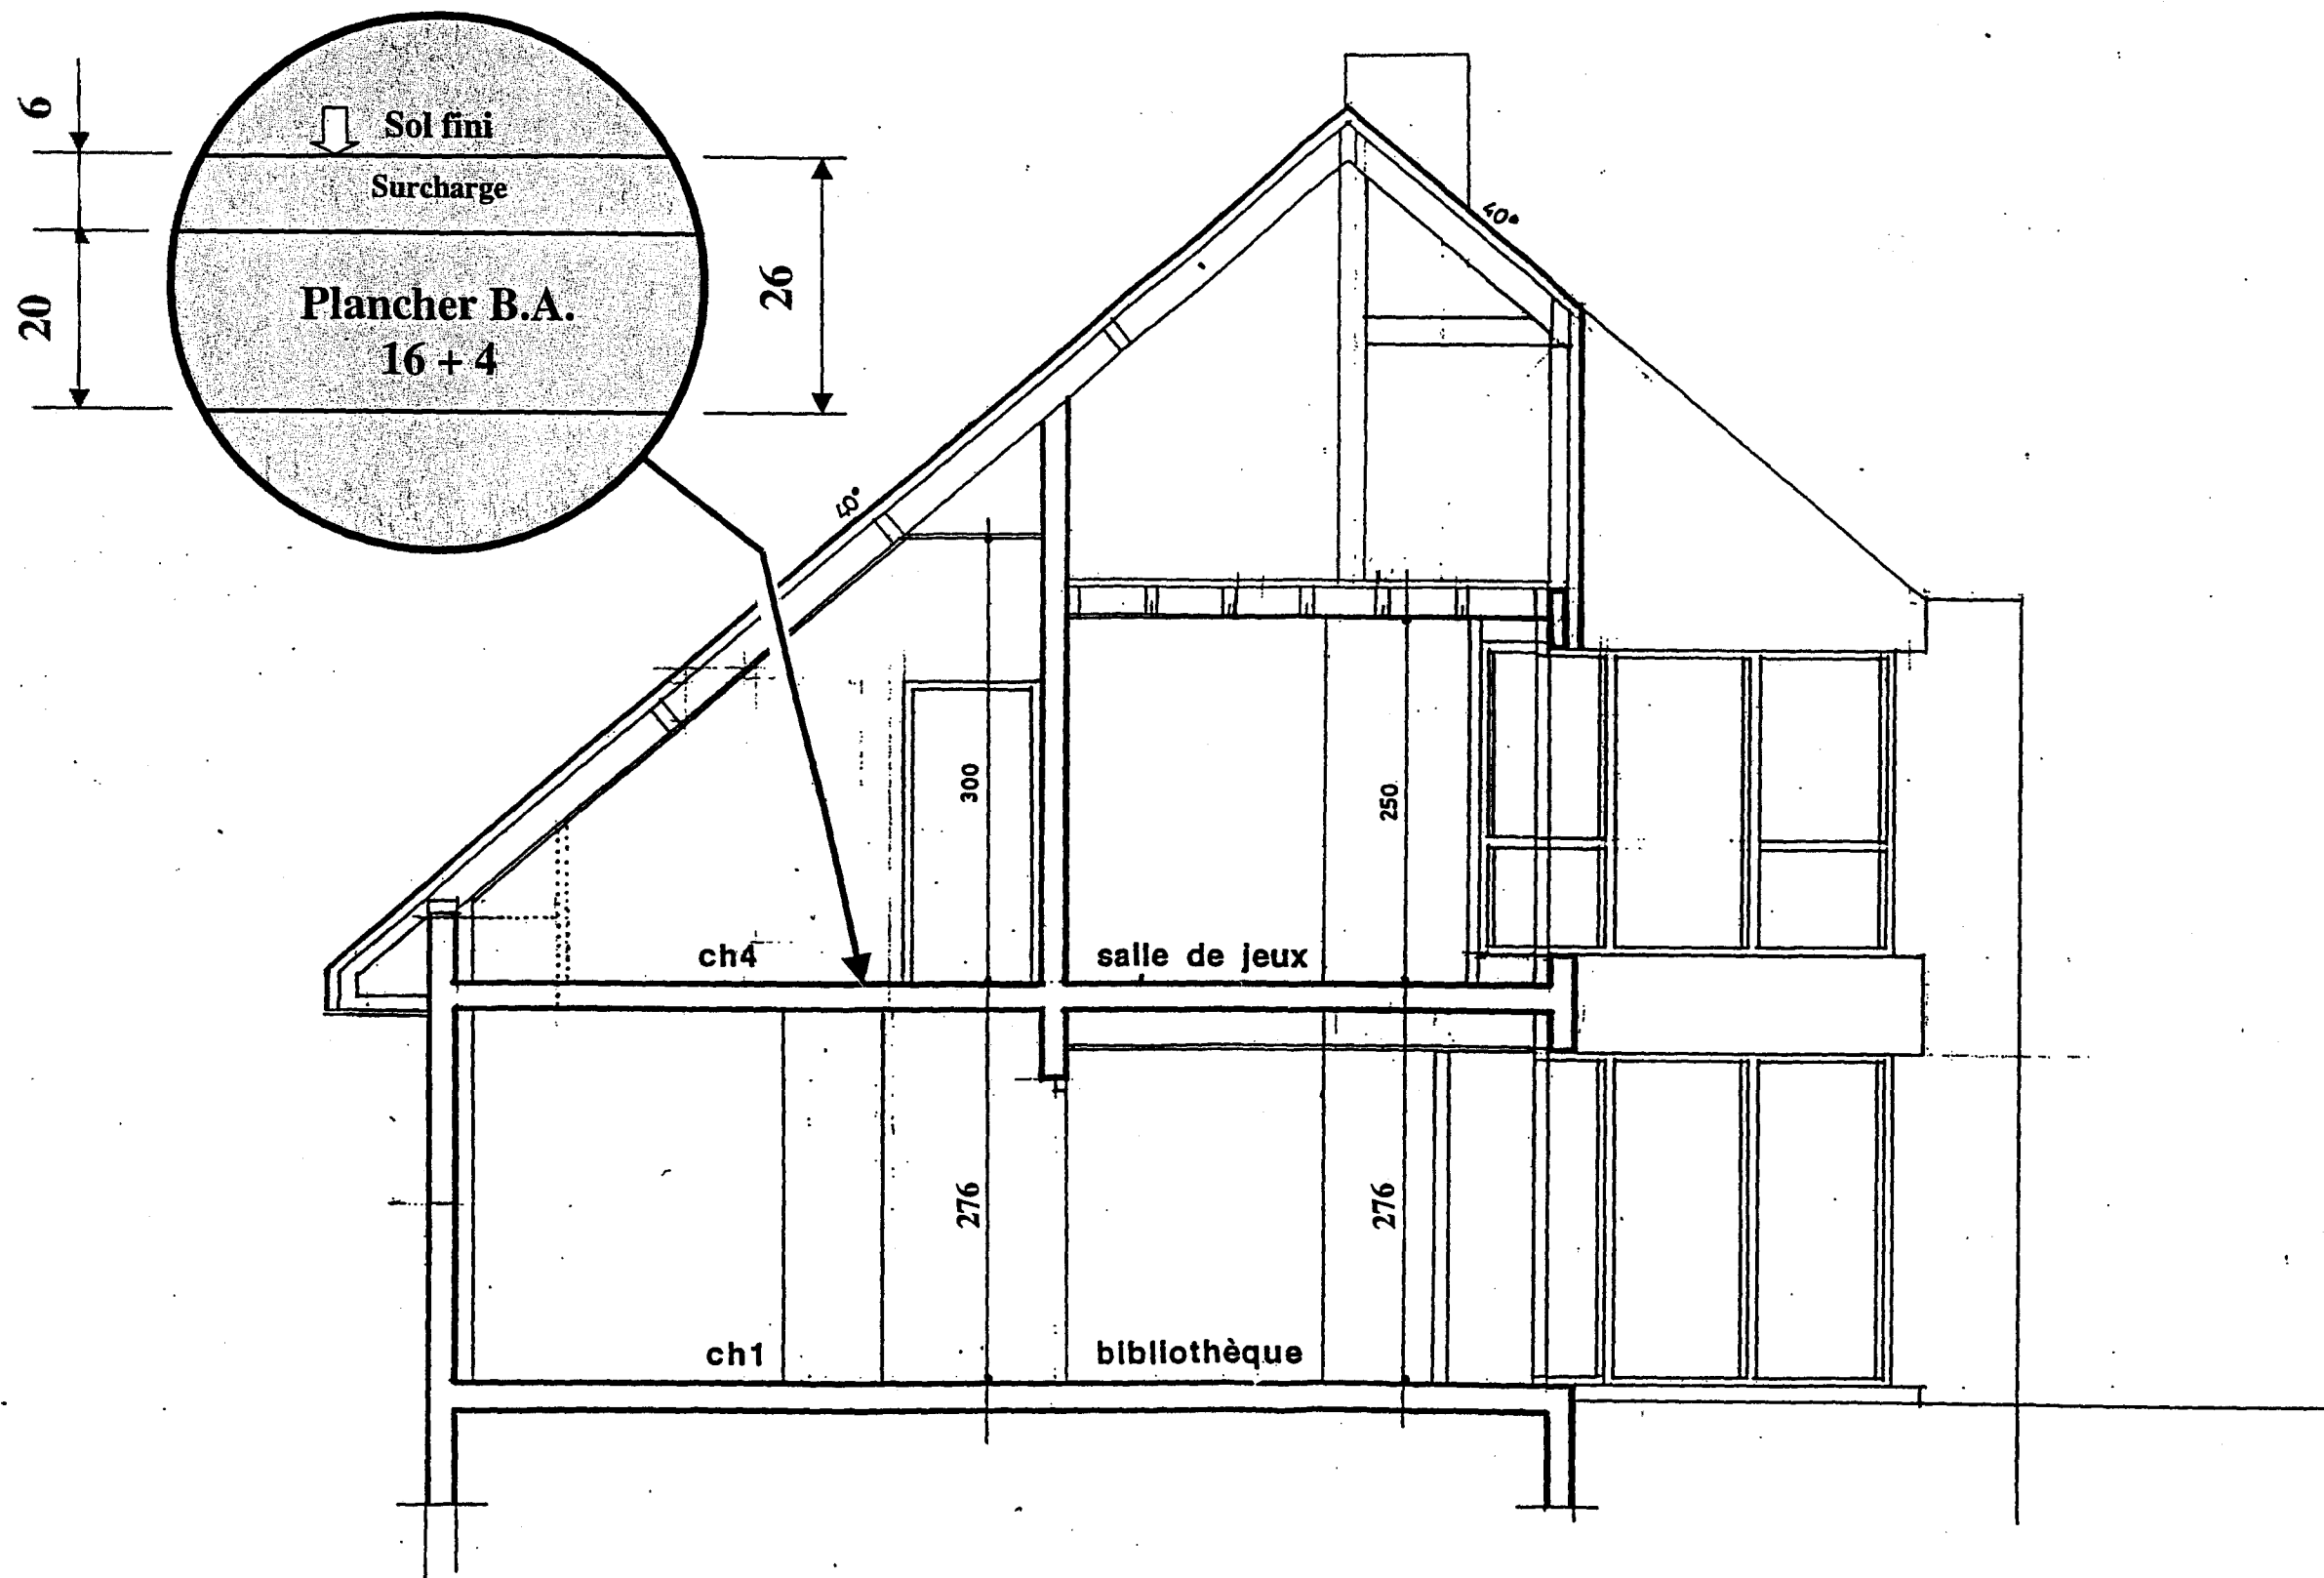 6
Sol fini
Surcharge
20
Plancher B.A.
16 + 4
26
40°
40°
300
250
ch4
salle de jeux
276
276
ch1
bibliothèque